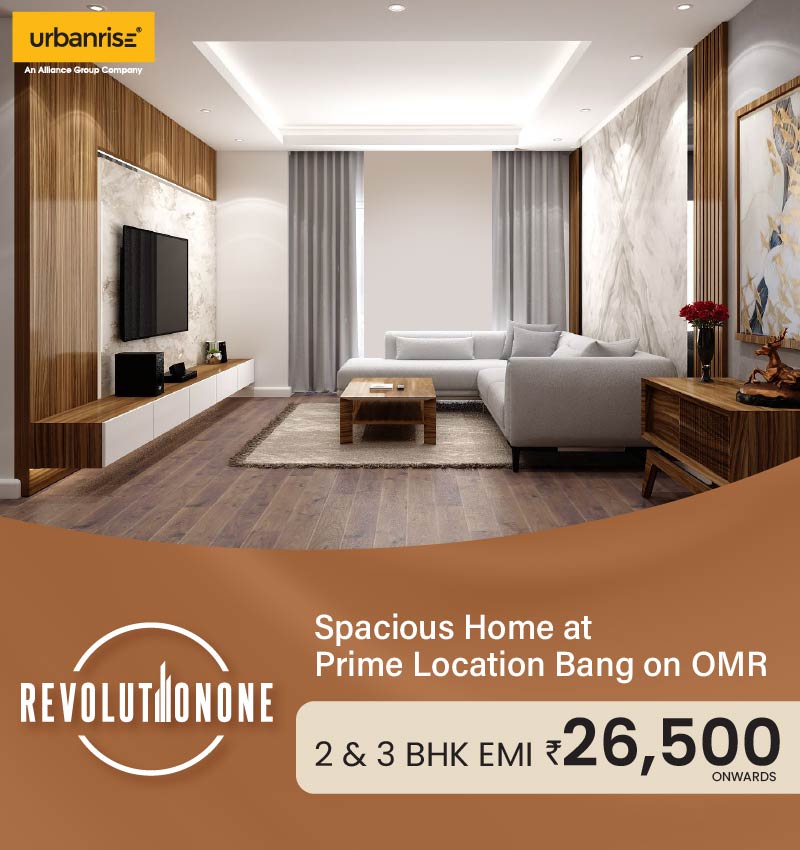 urbanrise®
An Alliance Group Company
Spacious Home at
Prime Location Bang on OMR
REVOLUTIONONE
2 & 3 BHK EMI ₹26,500
ONWARDS